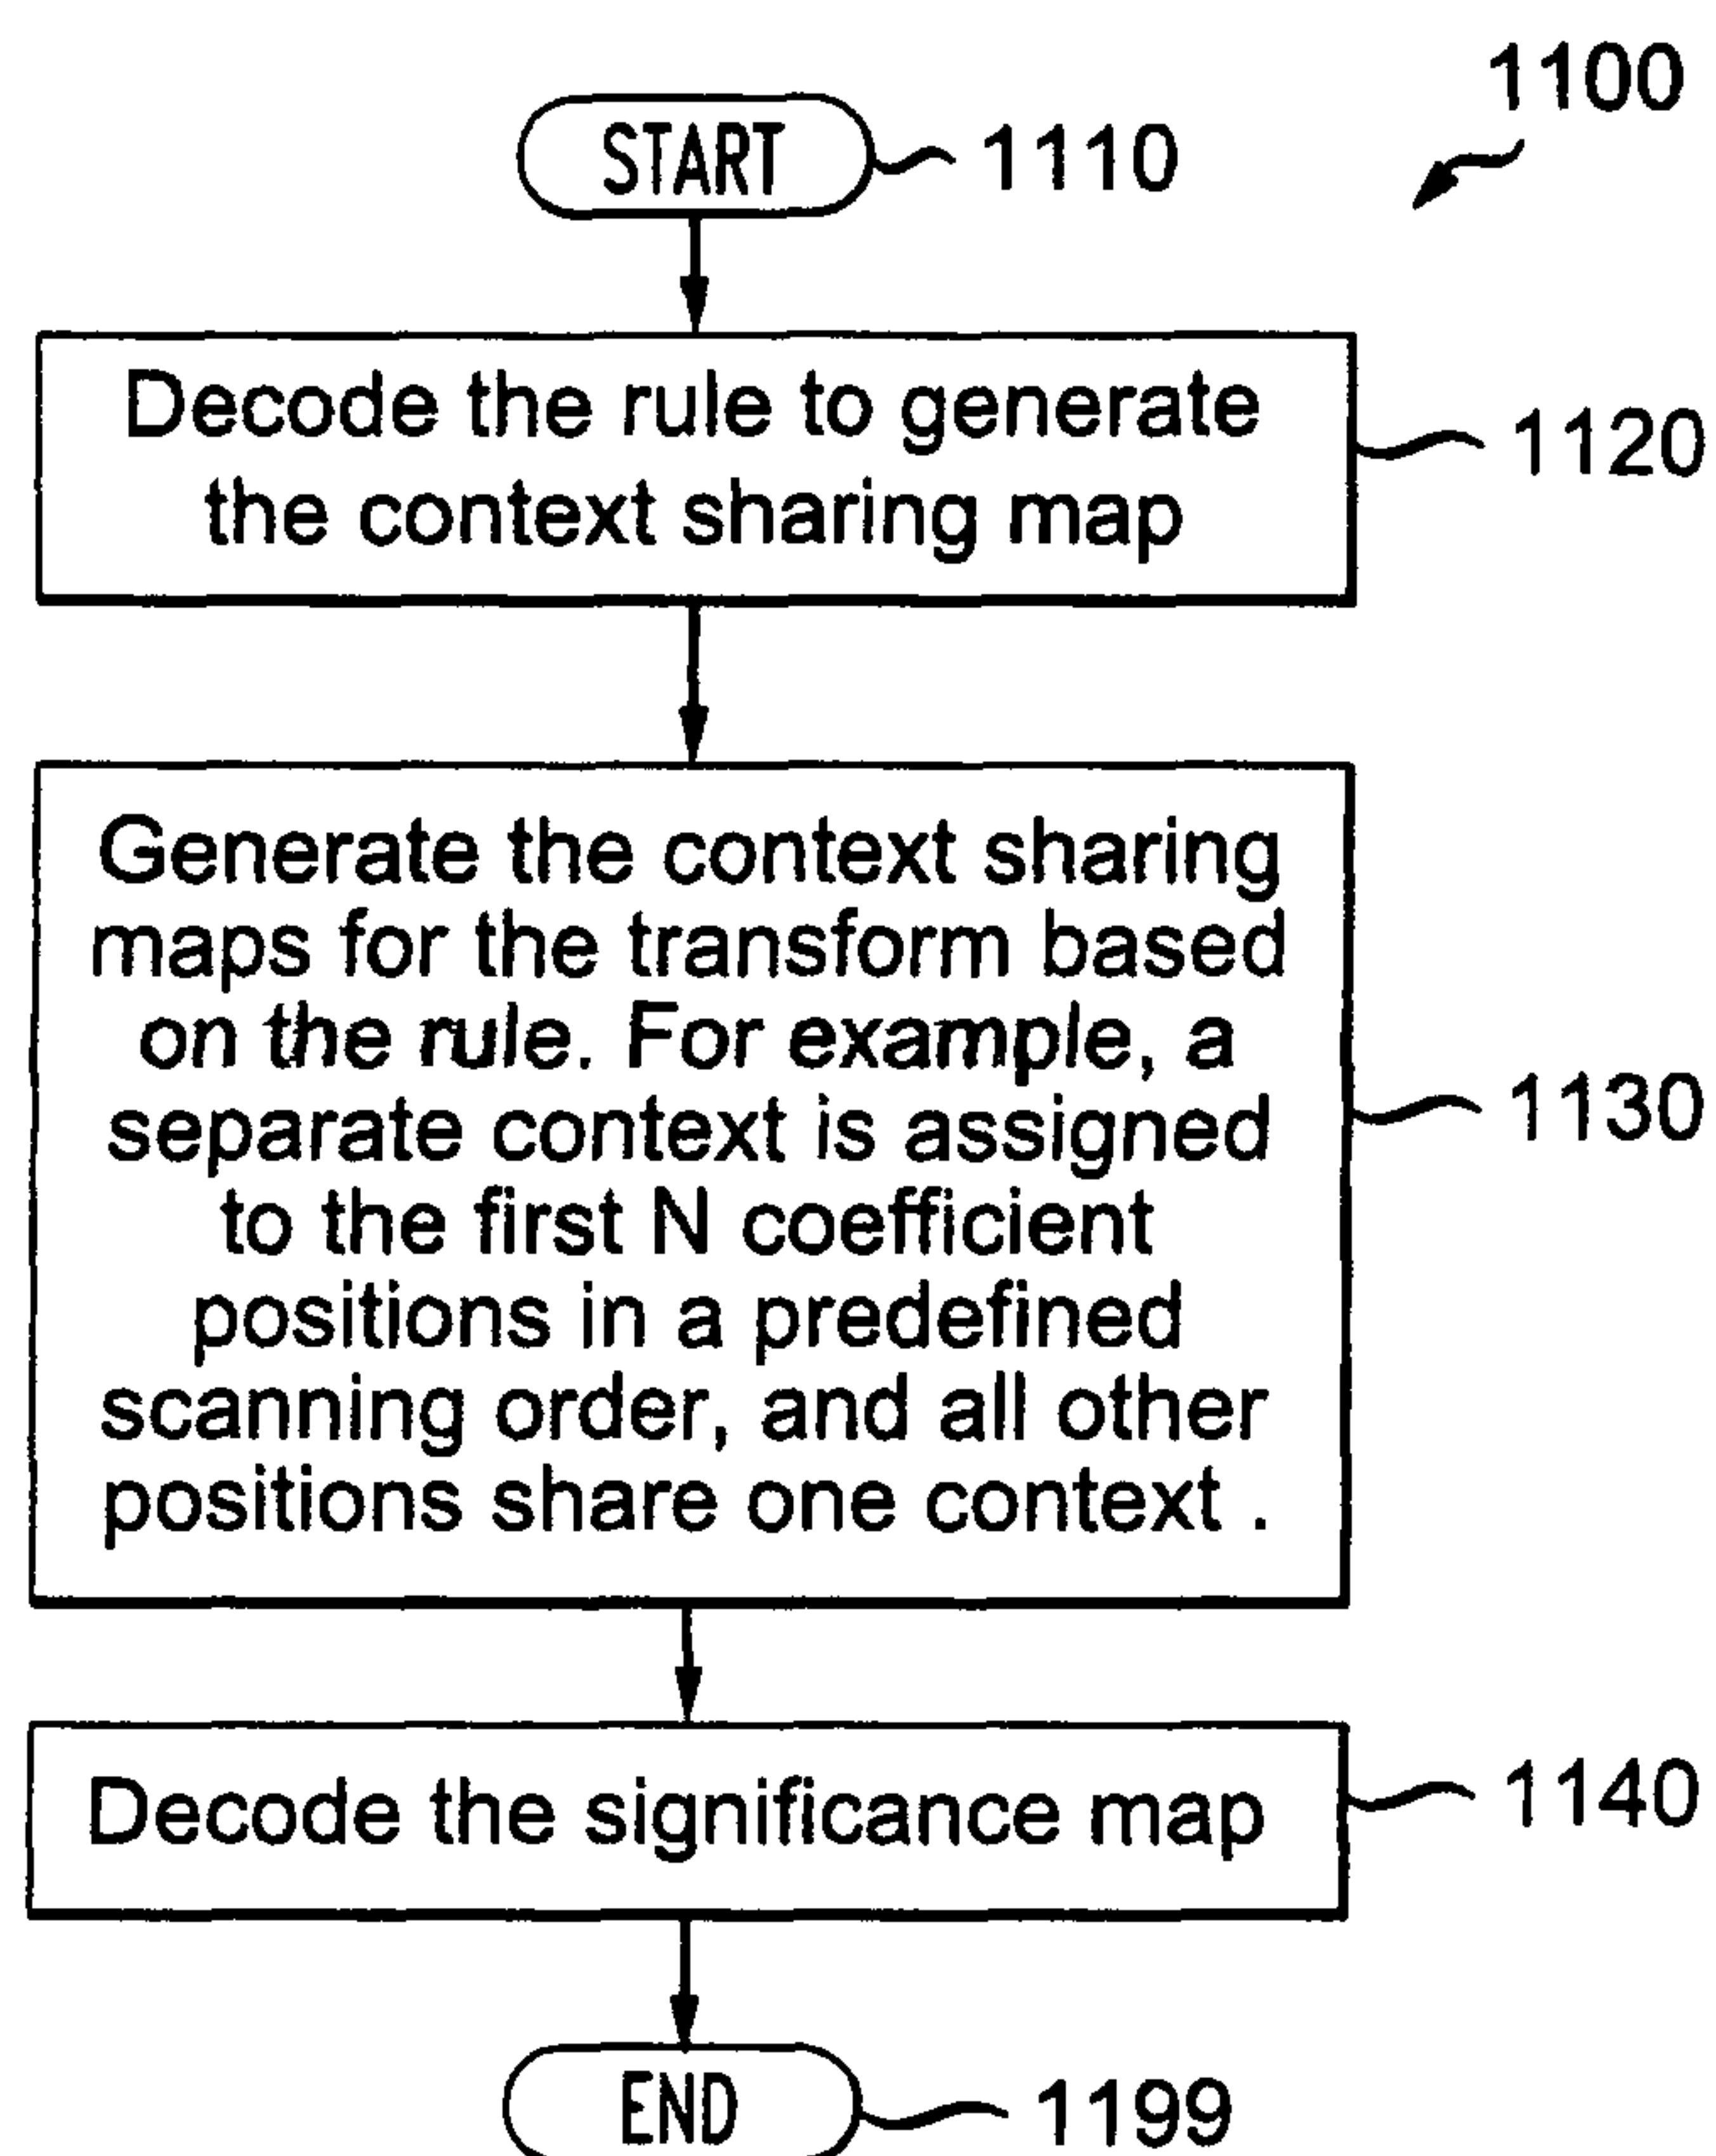 1100
START 1110
Decode the rule to generate
the context sharing map
1120
Generate the context sharing
maps for the transform based
on the rule. For example, a
separate context is assigned
to the first N coefficient
positions in a predefined
scanning order, and all other
positions share one context .
1130
Decode the significance map
1140
END 1199